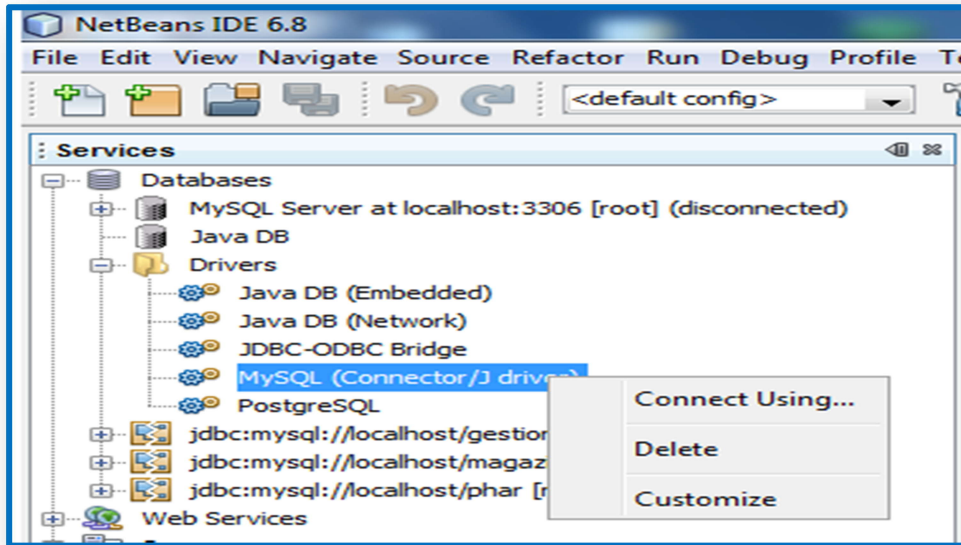 NetBeans IDE 6.8
File Edit View Navigate Source Refactor Run Debug Profile
<default config>
Services
Databases
MySQL Server at localhost:3306 [root] (disconnected)
Java DB
Drivers
Java DB (Embedded)
Java DB (Network)
JDBC-ODBC Bridge
MySQL (Connector/J driver)
Connect Using...
PostgreSQL
jdbc:mysql://localhost/gestion
Delete
jdbc:mysql://localhost/magaz
jdbc:mysql://localhost/phar [r
Customize
Web Services